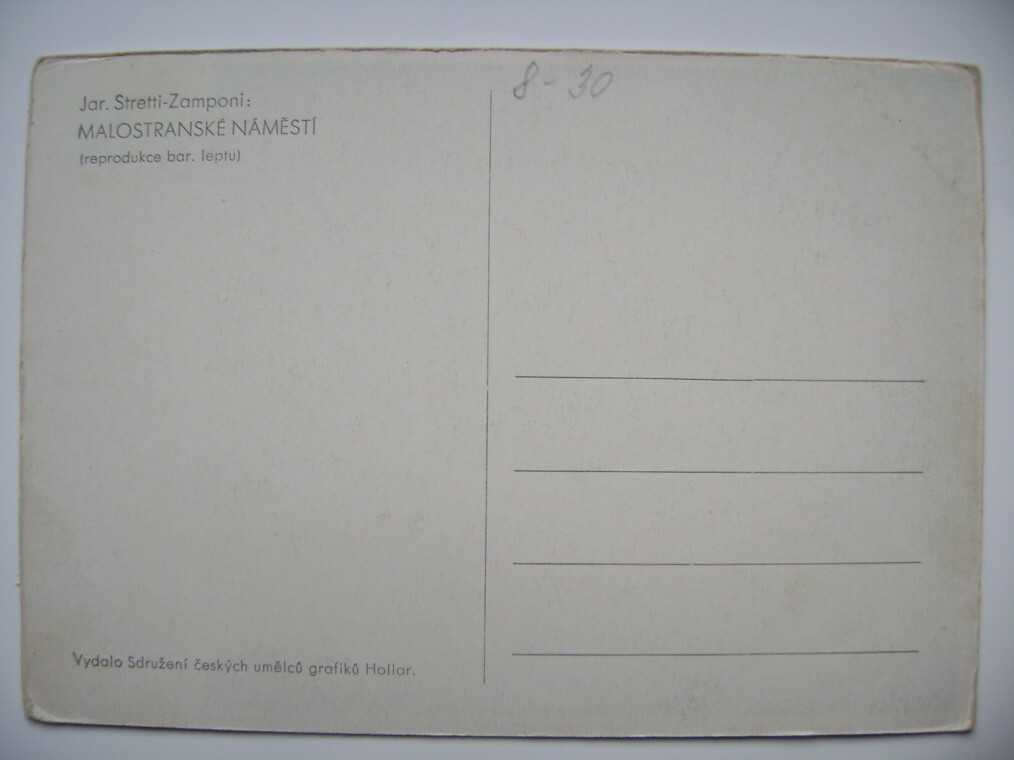 Jar. Stretti-Zamponi:
MALOSTRANSKÉ NÁMĚSTÍ
(reprodukce bar. leptu)
8-30
Vydalo Sdružení českých umělců grafiků Hollar.